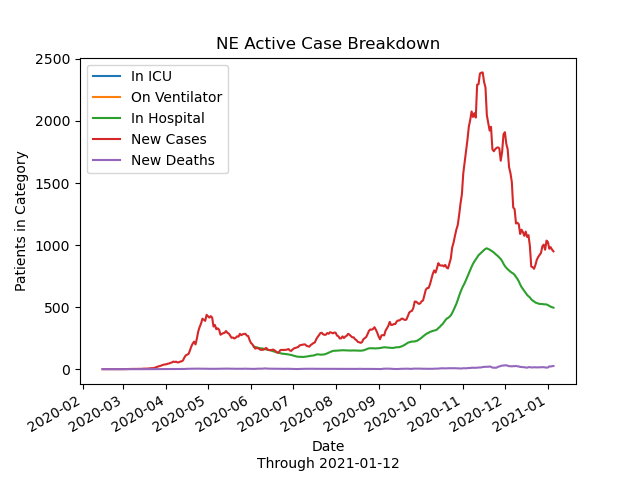 NE Active Case Breakdown
2500
2000
1500
1000
500
0
Patients in Category
In ICU
On Ventilator
In Hospital
New Cases
New Deaths
2020-02
2020-03
2020-04
2020-05
2020-06
2020-07
2020-08
2020-09
2020-10
2020-11
2020-12
2021-01
Date
Through 2021-01-12